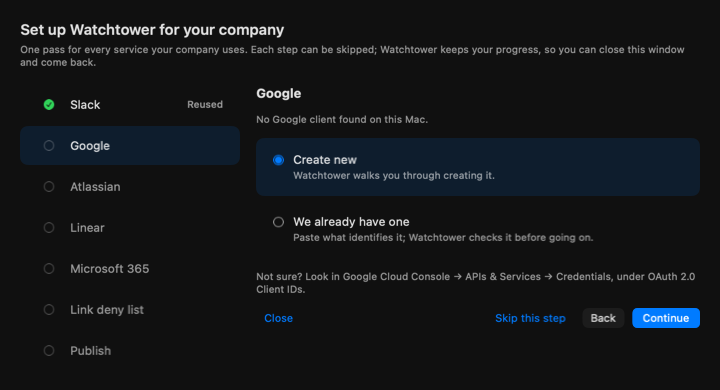 Set up Watchtower for your company
One pass for every service your company uses. Each step can be skipped; Watchtower keeps your progress, so you can close this window
and come back.
Slack
Reused
Google
Atlassian
Linear
Microsoft 365
Link deny list
Publish
Google
No Google client found on this Mac.
Create new
Watchtower walks you through creating it.
We already have one
Paste what identifies it; Watchtower checks it before going on.
Not sure? Look in Google Cloud Console → APIs & Services → Credentials, under OAuth 2.0
Client IDs.
Close
Skip this step
Back
Continue